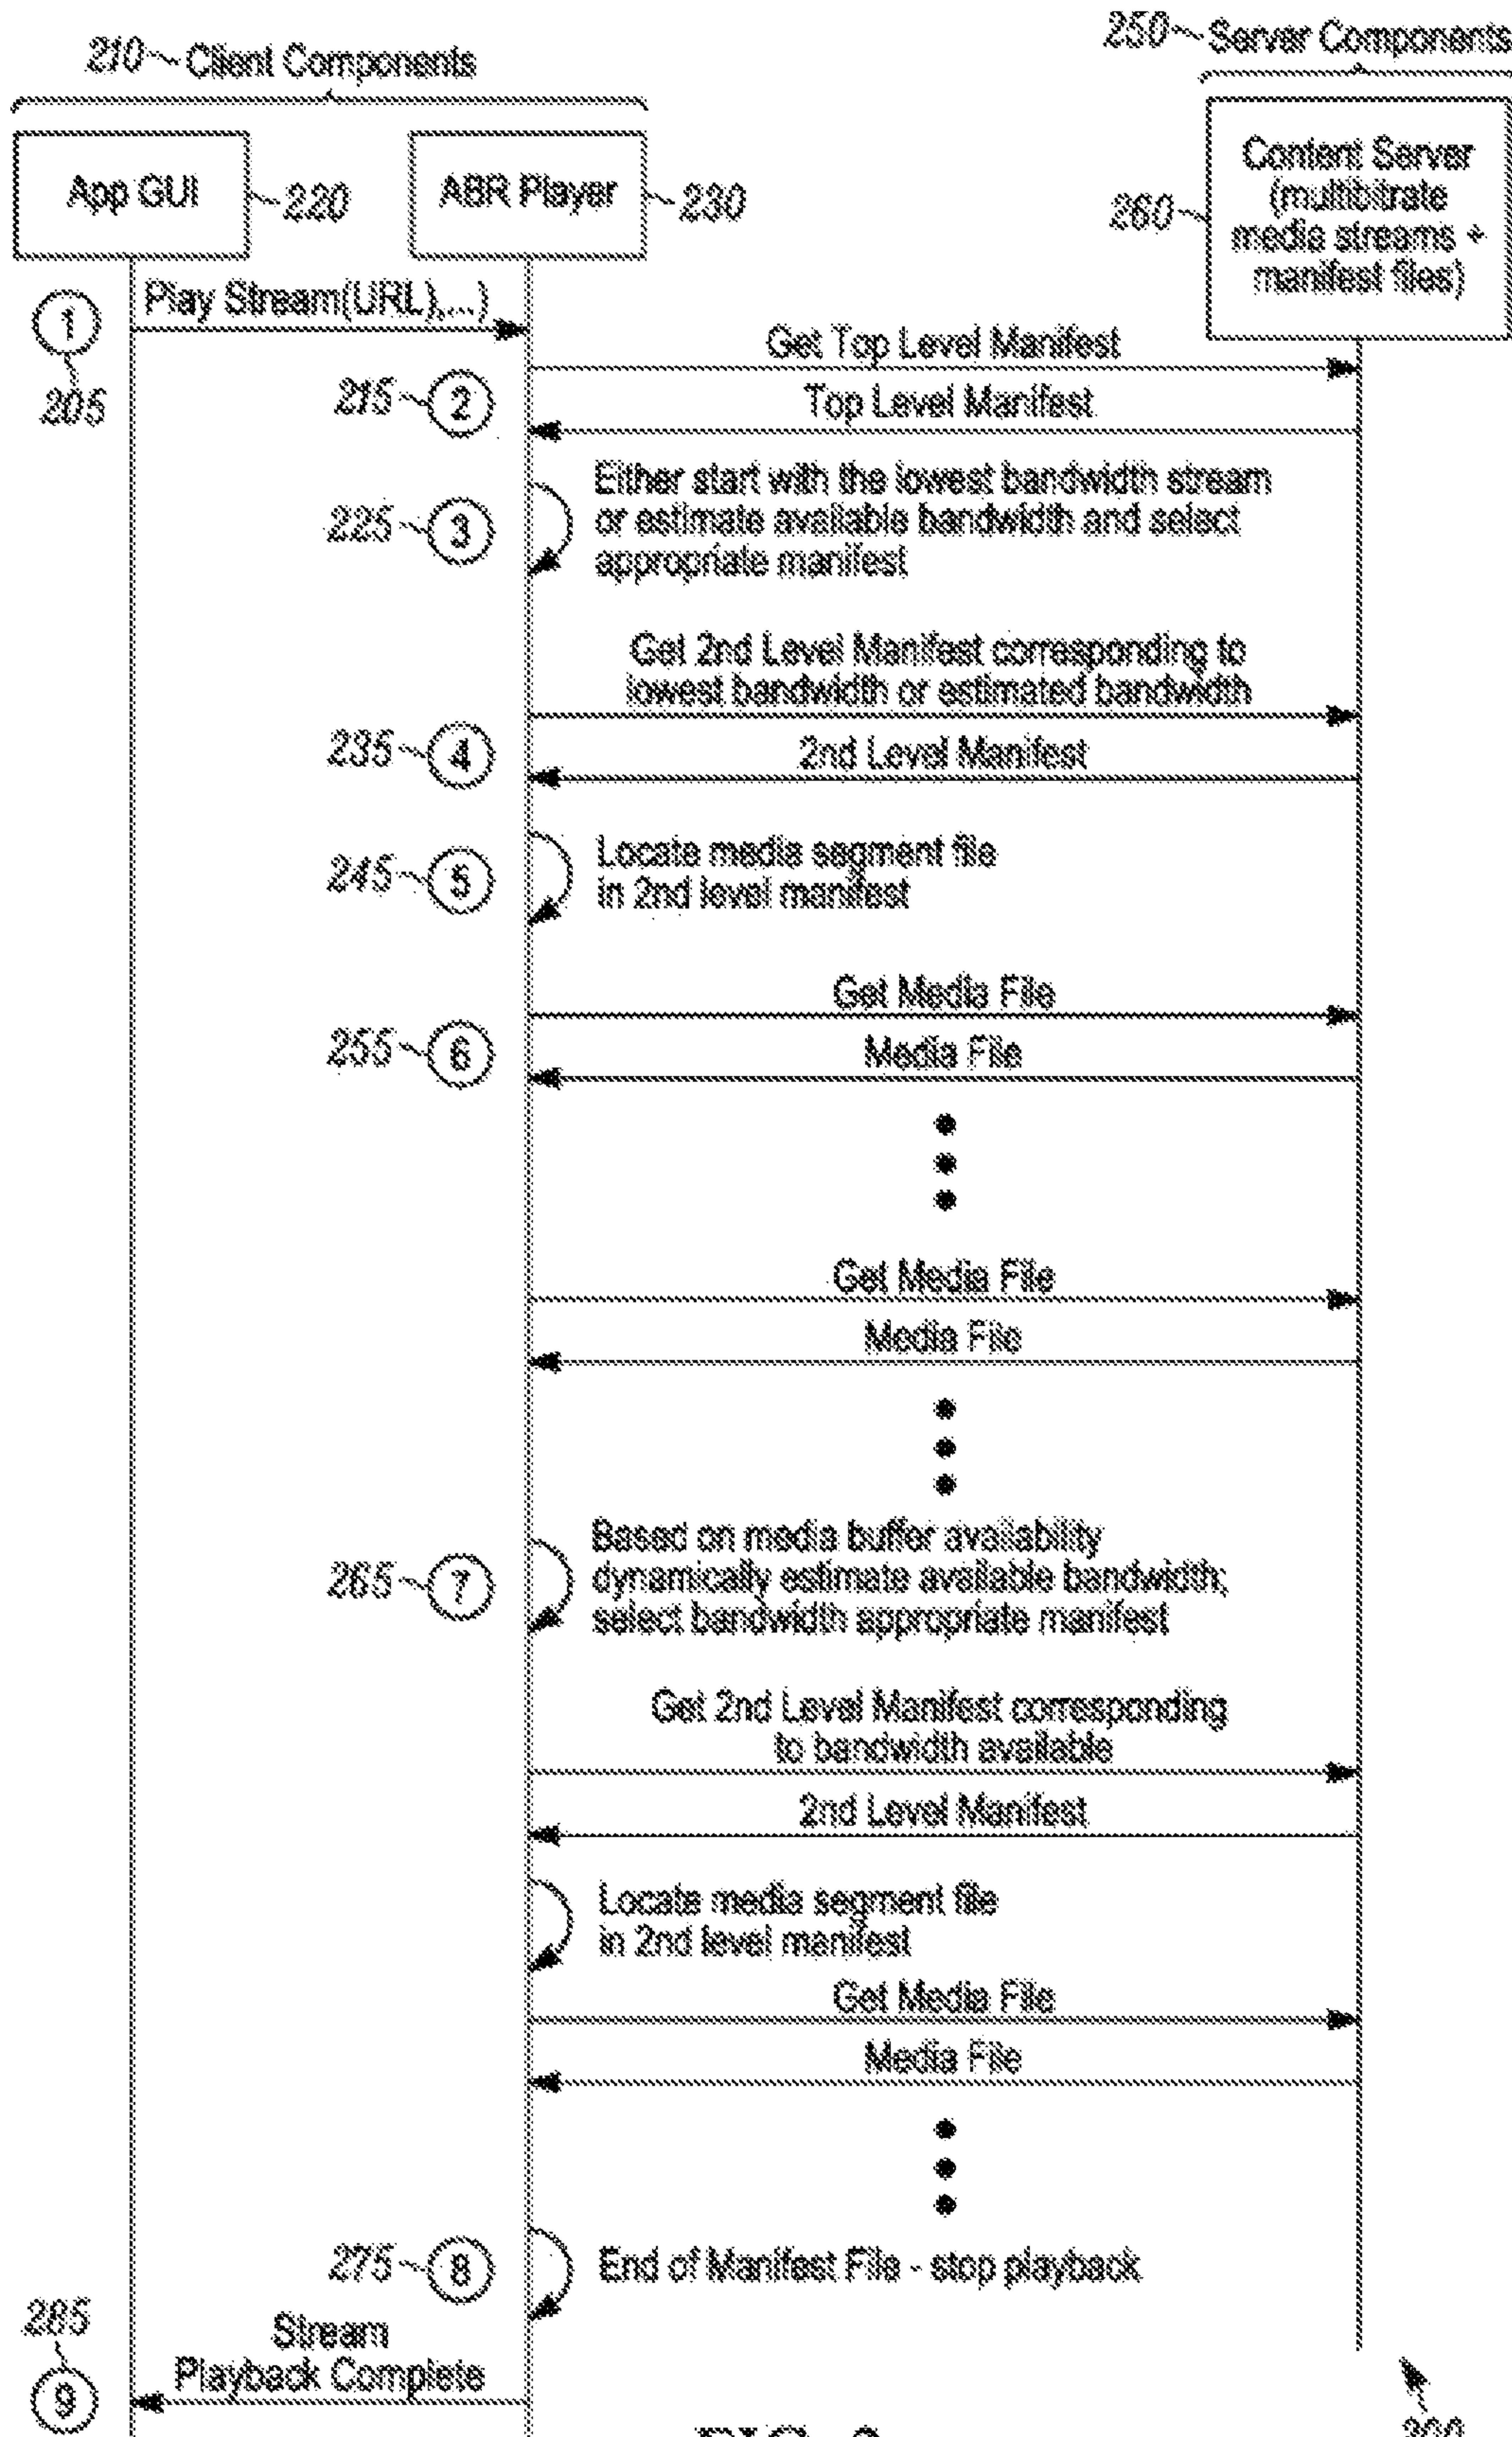 210 Client Components
250 Server Components
App GUI
220
ABR Player
230
260
Content Server
(multibitrate
media streams +
manifest files)
1
205
Play Stream(URL),...)
Get Top Level Manifest
215
2
Top Level Manifest
225
3
Either start with the lowest bandwidth stream
or estimate available bandwidth and select
appropriate manifest
Get 2nd Level Manifest corresponding to
lowest bandwidth or estimated bandwidth
235
4
2nd Level Manifest
245
5
Locate media segment file
in 2nd level manifest
Get Media File
255
6
Media File
Get Media File
Media File
265
7
Based on media buffer availability
dynamically estimate available bandwidth;
select bandwidth appropriate manifest
Get 2nd Level Manifest corresponding
to bandwidth available
2nd Level Manifest
Locate media segment file
in 2nd level manifest
Get Media File
Media File
275
8
End of Manifest File - stop playback
285
9
Stream
Playback Complete